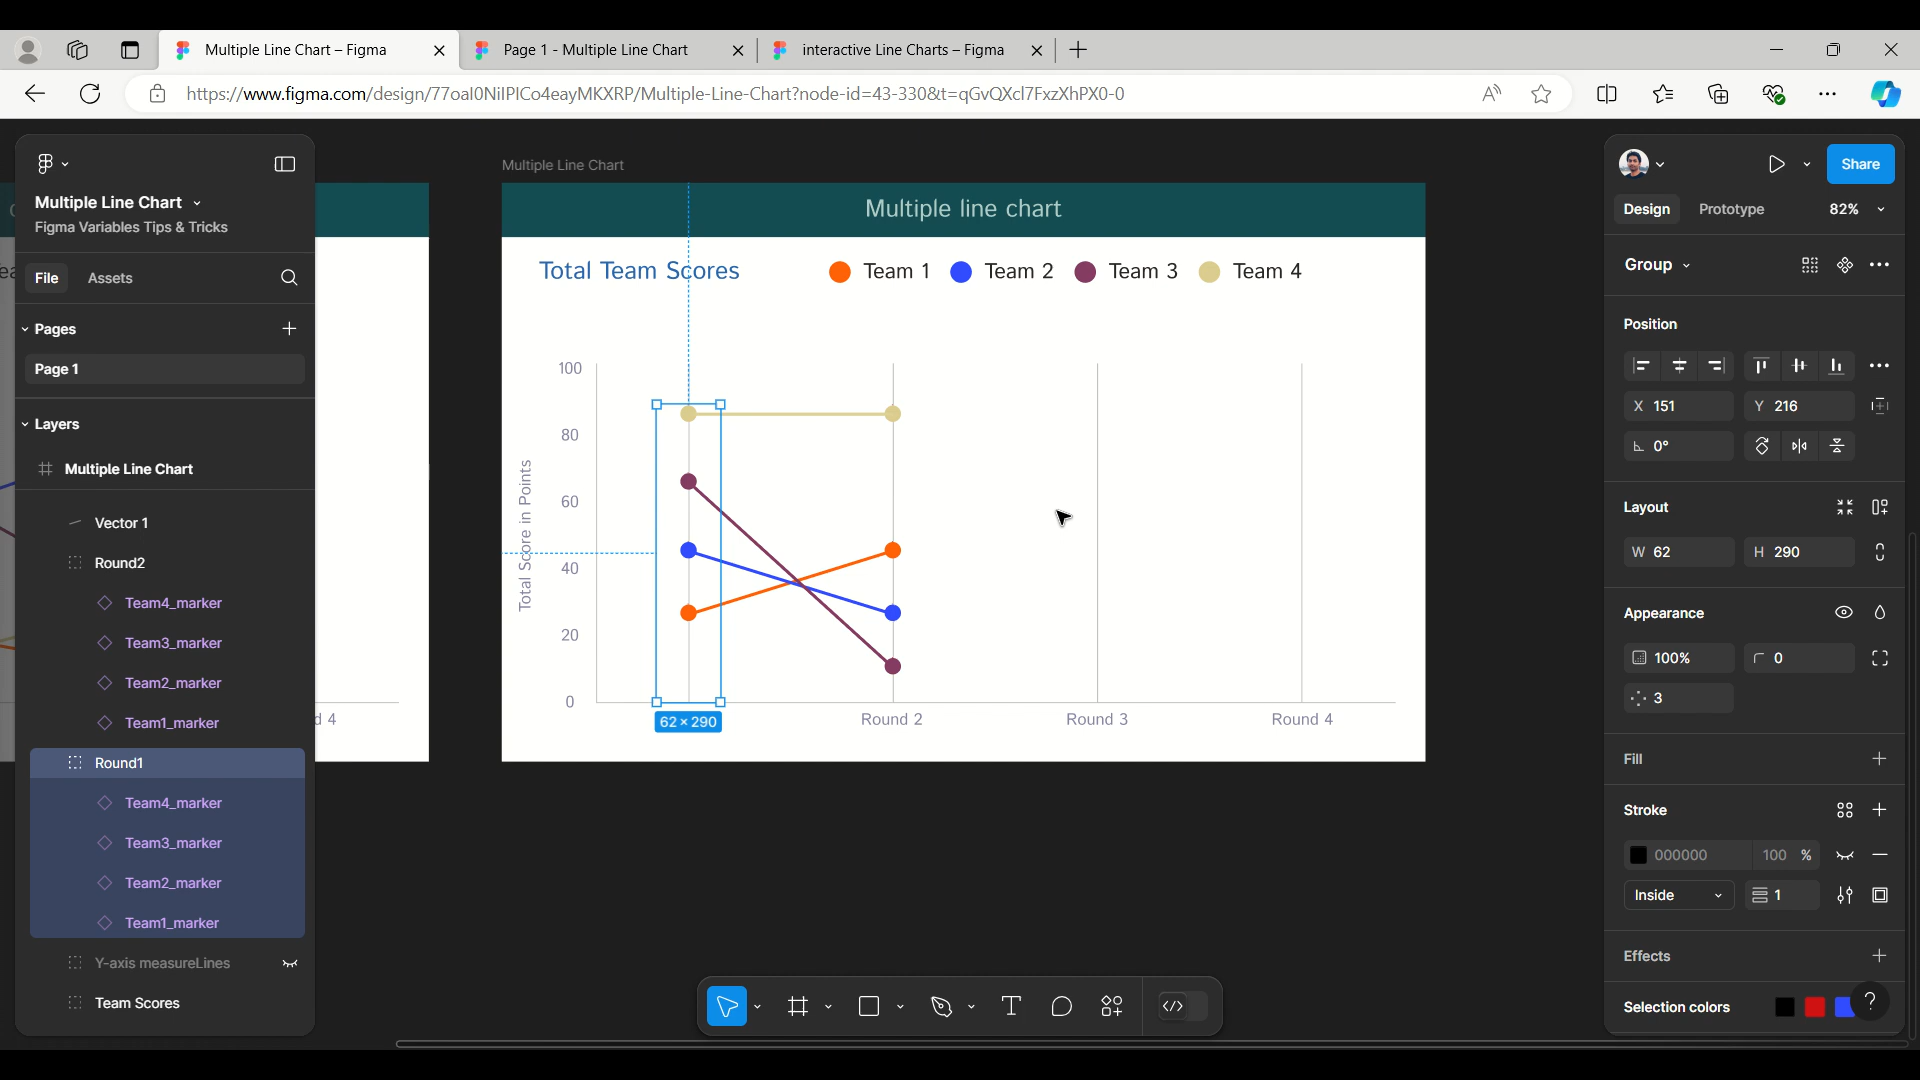 Multiple Line Chart – Figma
Page 1 - Multiple Line Chart
interactive Line Charts – Figma
https://www.figma.com/design/77oal0NilPlCo4eayMKXRP/Multiple-Line-Chart?node-id=43-330&t=qGvQXcl7FxzXhPX0-0
Multiple Line Chart
Figma Variables Tips & Tricks
File
Assets
Pages
Page 1
Layers
Multiple Line Chart
Vector 1
Round2
Team4_marker
Team3_marker
Team2_marker
Team1_marker
Round1
Team4_marker
Team3_marker
Team2_marker
Team1_marker
Y-axis measureLines
Team Scores
d 4
Multiple Line Chart
Multiple line chart
Total Team Scores
Team 1
Team 2
Team 3
Team 4
100
80
60
40
20
0
Total Score in Points
62 × 290
Round 2
Round 3
Round 4
Share
Design
Prototype
82%
Group
Position
X 151
Y 216
0°
Layout
W 62
H 290
Appearance
100%
0
3
Fill
Stroke
000000
100
%
Inside
1
Effects
Selection colors
?